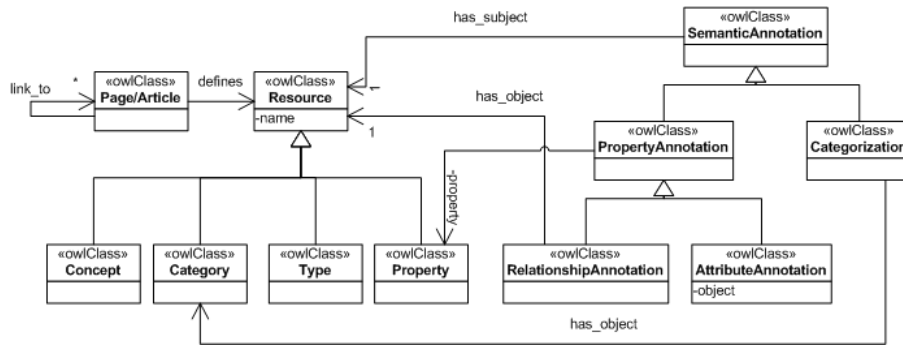 has_subject
«owlClass»
SemanticAnnotation
link_to
*
«owlClass»
Page/Article
defines
«owlClass»
Resource
-name
1
has_object
1
«owlClass»
PropertyAnnotation
«owlClass»
Categorization
-property
«owlClass»
Concept
«owlClass»
Category
«owlClass»
Type
«owlClass»
Property
«owlClass»
RelationshipAnnotation
«owlClass»
AttributeAnnotation
-object
has_object